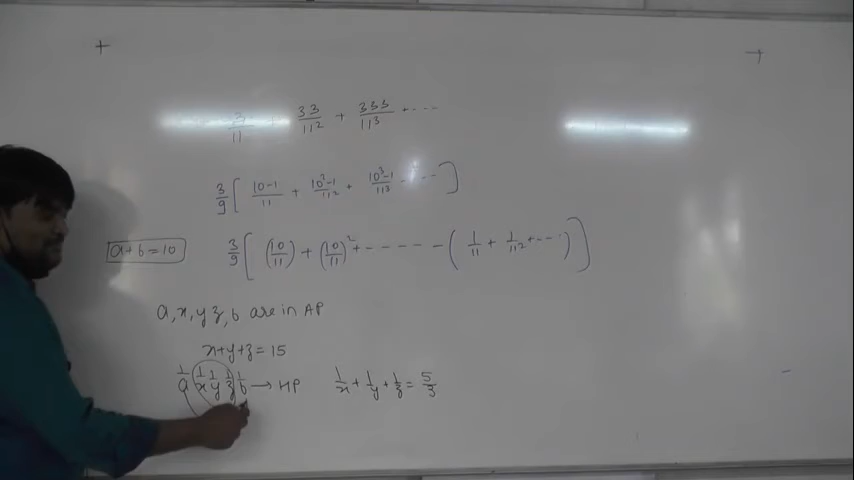 3/11 + 33/11² + 333/11³ + ....
3/9 [ 10-1/11 + 10²-1/11² + 10³-1/11³ ---- ]
a+b=10
3/9 [ (10/11) + (10/11)² + ----- - ( 1/11 + 1/11² + --- ) ]
a, x, y z, b are in AP
x+y+z = 15
1/a 1/x 1/y 1/z 1/b → HP 1/x + 1/y + 1/z = 5/3